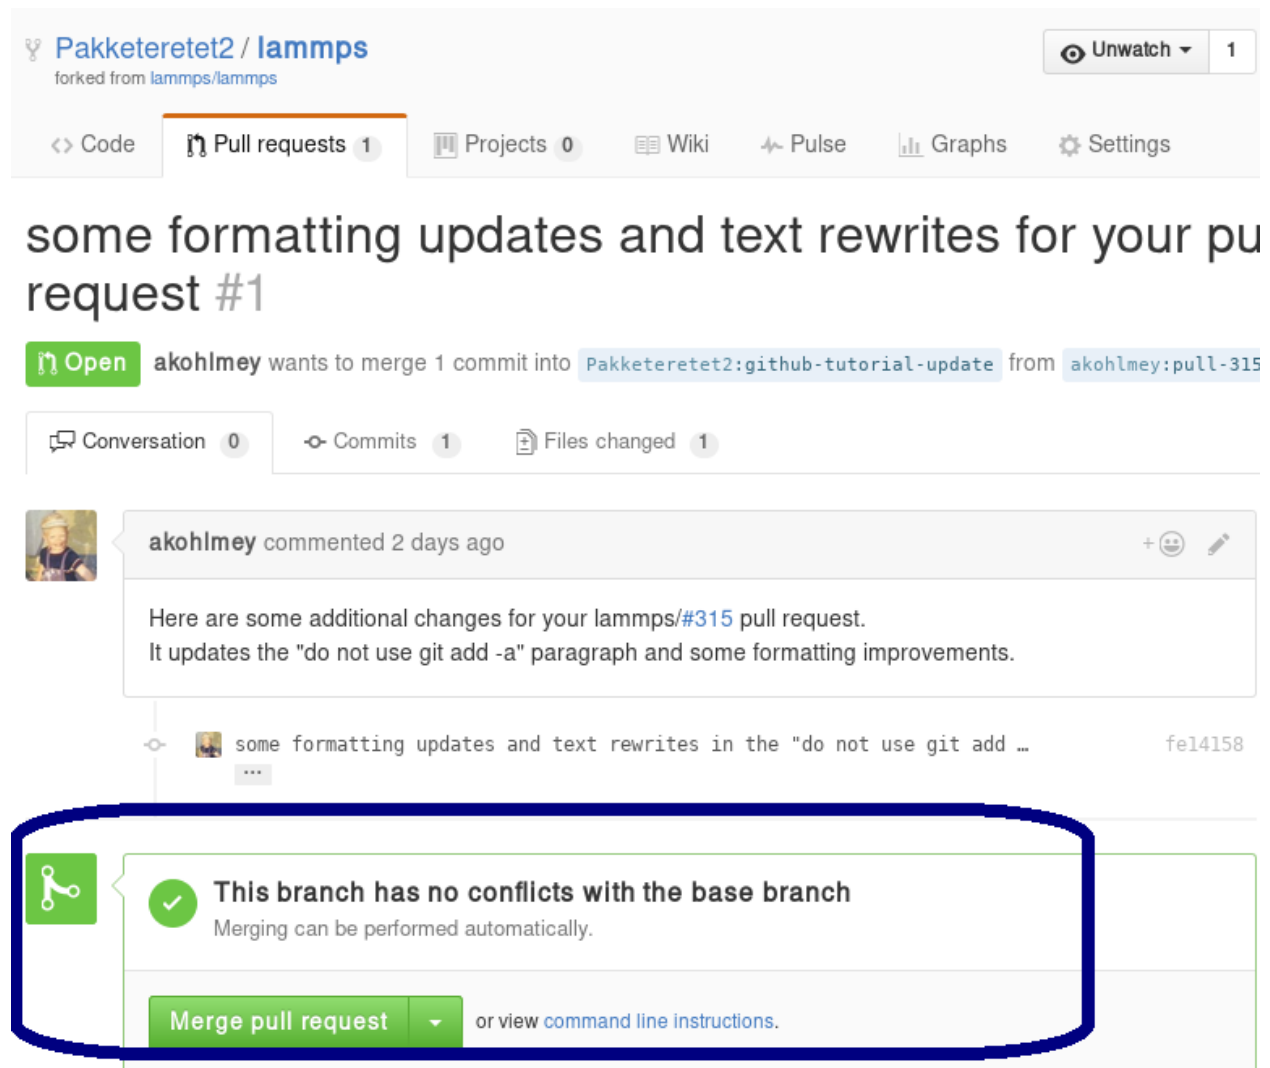 Pakketeretet2 / lammps
forked from lammps/lammps
Unwatch 1
Code Pull requests 1 Projects 0 Wiki Pulse Graphs Settings
some formatting updates and text rewrites for your pu
request #1
Open akohlmey wants to merge 1 commit into Pakketeretet2:github-tutorial-update from akohlmey:pull-315
Conversation 0 Commits 1 Files changed 1
akohlmey commented 2 days ago
Here are some additional changes for your lammps/#315 pull request.
It updates the "do not use git add -a" paragraph and some formatting improvements.
some formatting updates and text rewrites in the "do not use git add … fe14158
...
This branch has no conflicts with the base branch
Merging can be performed automatically.
Merge pull request or view command line instructions.